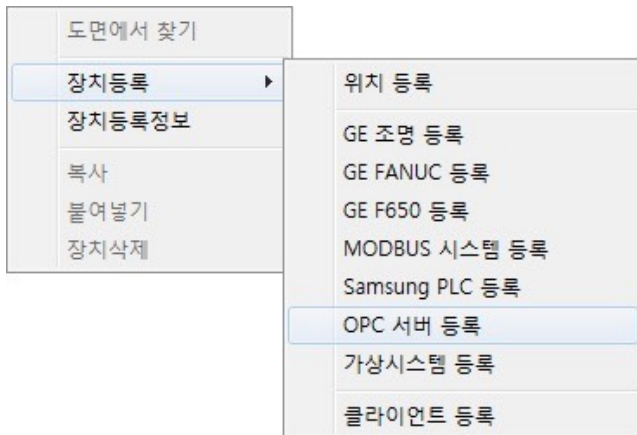 도면에서 찾기
장치등록
장치등록정보
복사
붙여넣기
장치삭제
위치 등록
GE 조명 등록
GE FANUC 등록
GE F650 등록
MODBUS 시스템 등록
Samsung PLC 등록
OPC 서버 등록
가상시스템 등록
클라이언트 등록